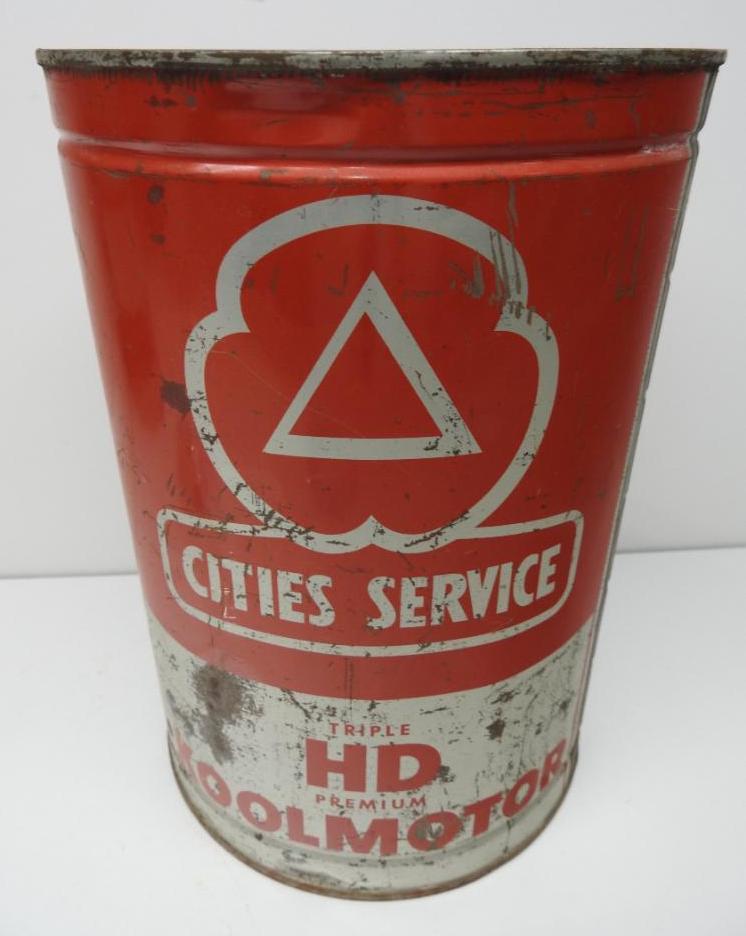 CITIES SERVICE
TRIPLE
HD
PREMIUM
KOOLMOTOR